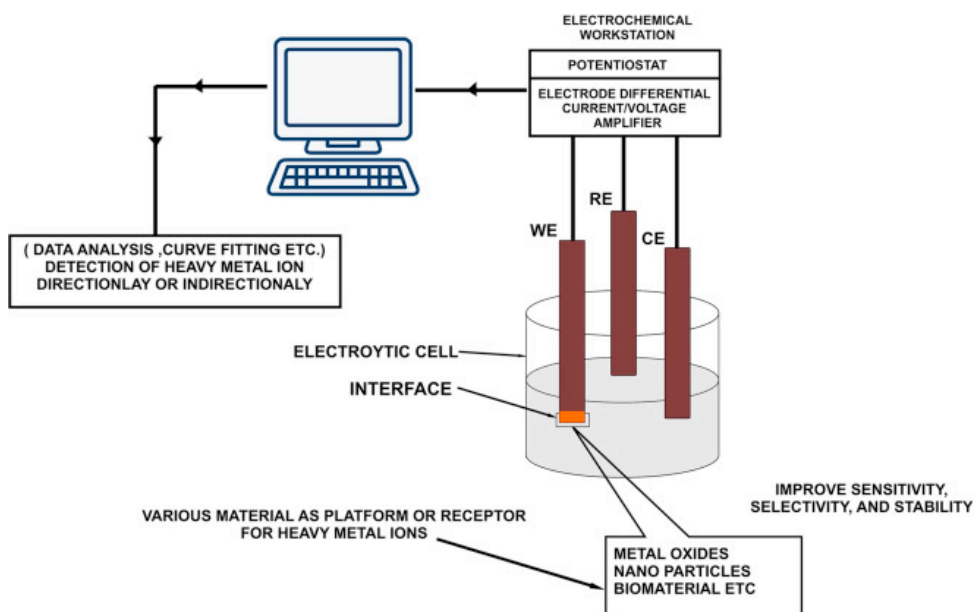 ELECTROCHEMICAL
WORKSTATION
POTENTIOSTAT
ELECTRODE DIFFERENTIAL
CURRENT/VOLTAGE
AMPLIFIER
RE
WE
CE
( DATA ANALYSIS ,CURVE FITTING ETC.)
DETECTION OF HEAVY METAL ION
DIRECTIONLAY OR INDIRECTIONALY
ELECTROYTIC CELL
INTERFACE
IMPROVE SENSITIVITY,
SELECTIVITY, AND STABILITY
VARIOUS MATERIAL AS PLATFORM OR RECEPTOR
FOR HEAVY METAL IONS
METAL OXIDES
NANO PARTICLES
BIOMATERIAL ETC